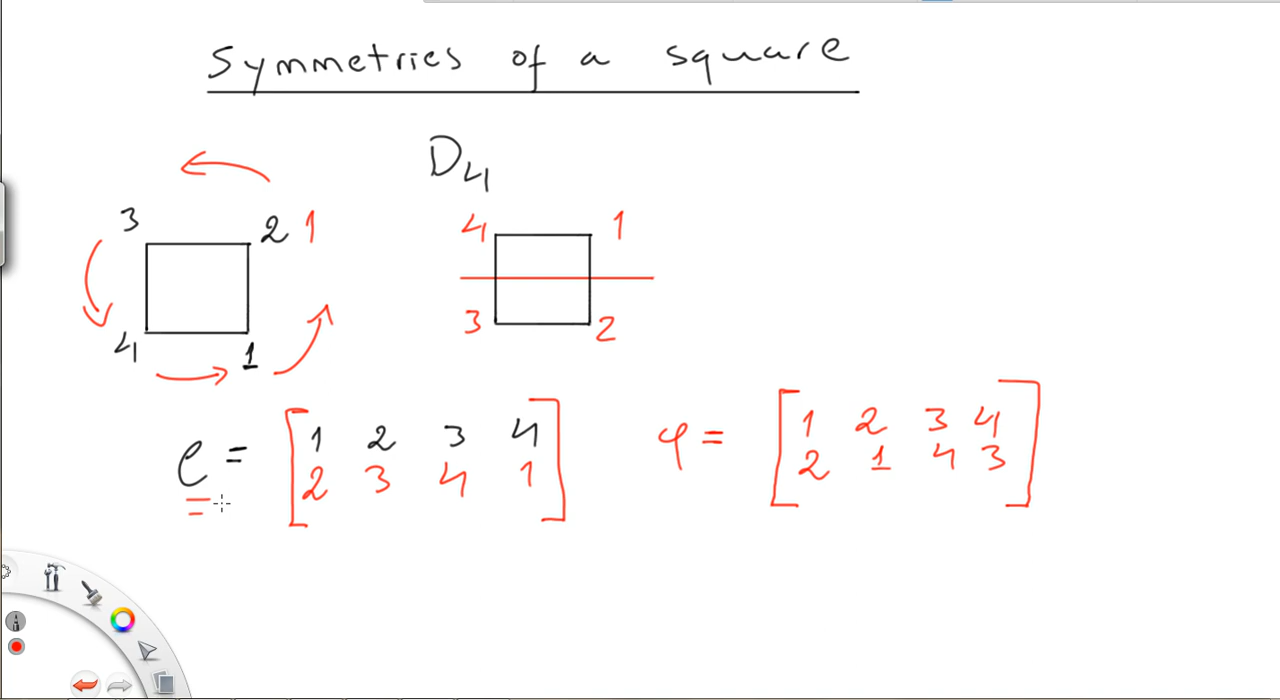 Symmetries of a square
D4
3 2 1
4 1
4 1
3 2
ρ = [1 2 3 4
2 3 4 1]
φ = [1 2 3 4
2 1 4 3]